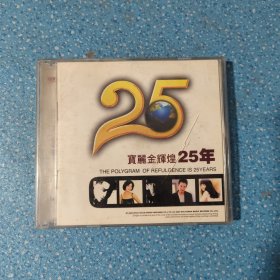 25
寶麗金輝煌25年
THE POLYGRAM OF REFULGENCE IS 25YEARS